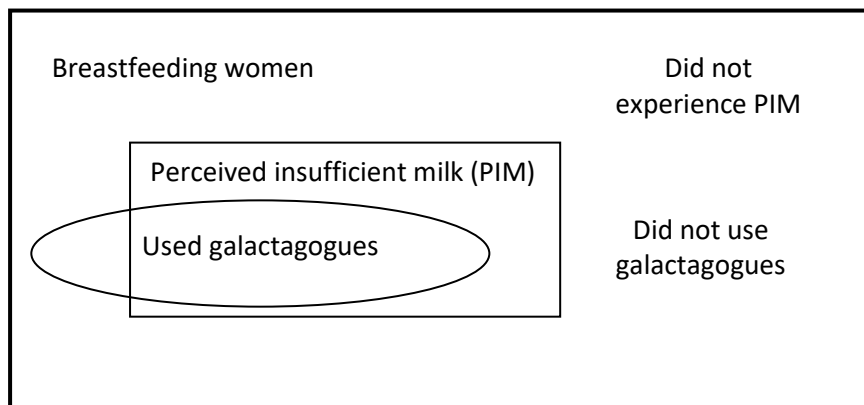 Breastfeeding women
Did not
experience PIM
Perceived insufficient milk (PIM)
Used galactagogues
Did not use
galactagogues